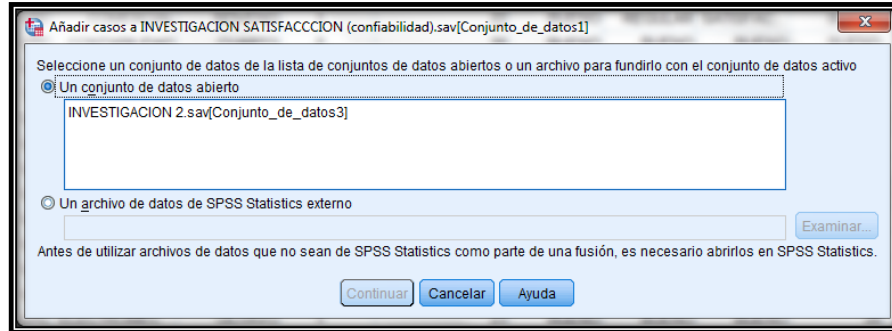 Añadir casos a INVESTIGACION SATISFACCCION (confiabilidad).sav[Conjunto_de_datos1]
Seleccione un conjunto de datos de la lista de conjuntos de datos abiertos o un archivo para fundirlo con el conjunto de datos activo
Un conjunto de datos abierto
INVESTIGACION 2.sav[Conjunto_de_datos3]
Un archivo de datos de SPSS Statistics externo
Examinar...
Antes de utilizar archivos de datos que no sean de SPSS Statistics como parte de una fusión, es necesario abrirlos en SPSS Statistics.
Continuar Cancelar Ayuda